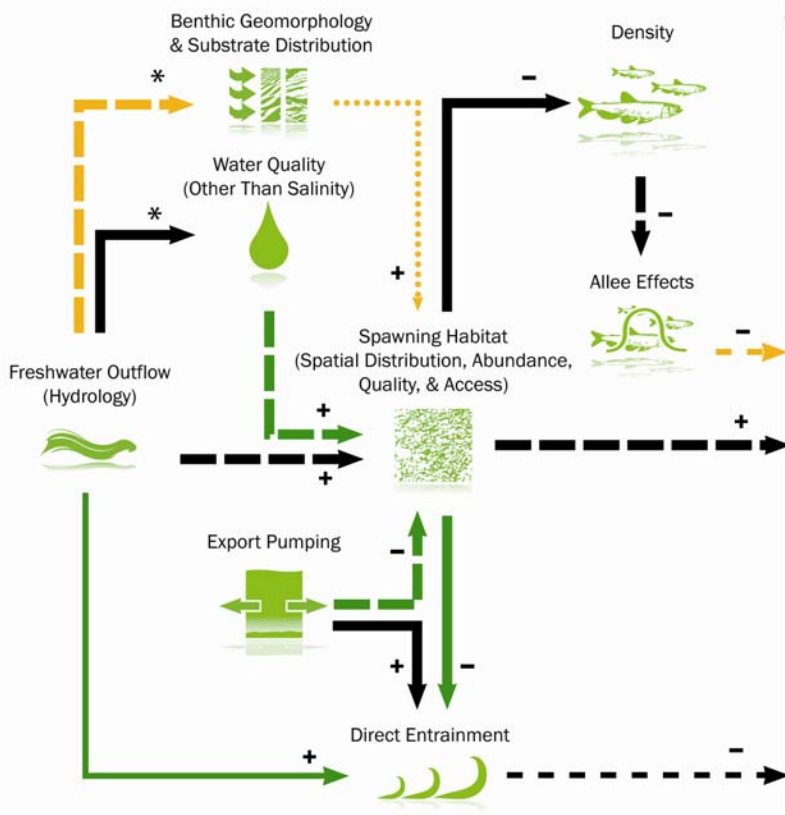 Benthic Geomorphology
& Substrate Distribution
Density
*
–
Water Quality
(Other Than Salinity)
*
–
Allee Effects
+
–
Spawning Habitat
(Spatial Distribution, Abundance,
Quality, & Access)
Freshwater Outflow
(Hydrology)
+
+
+
Export Pumping
–
+
–
Direct Entrainment
+
–